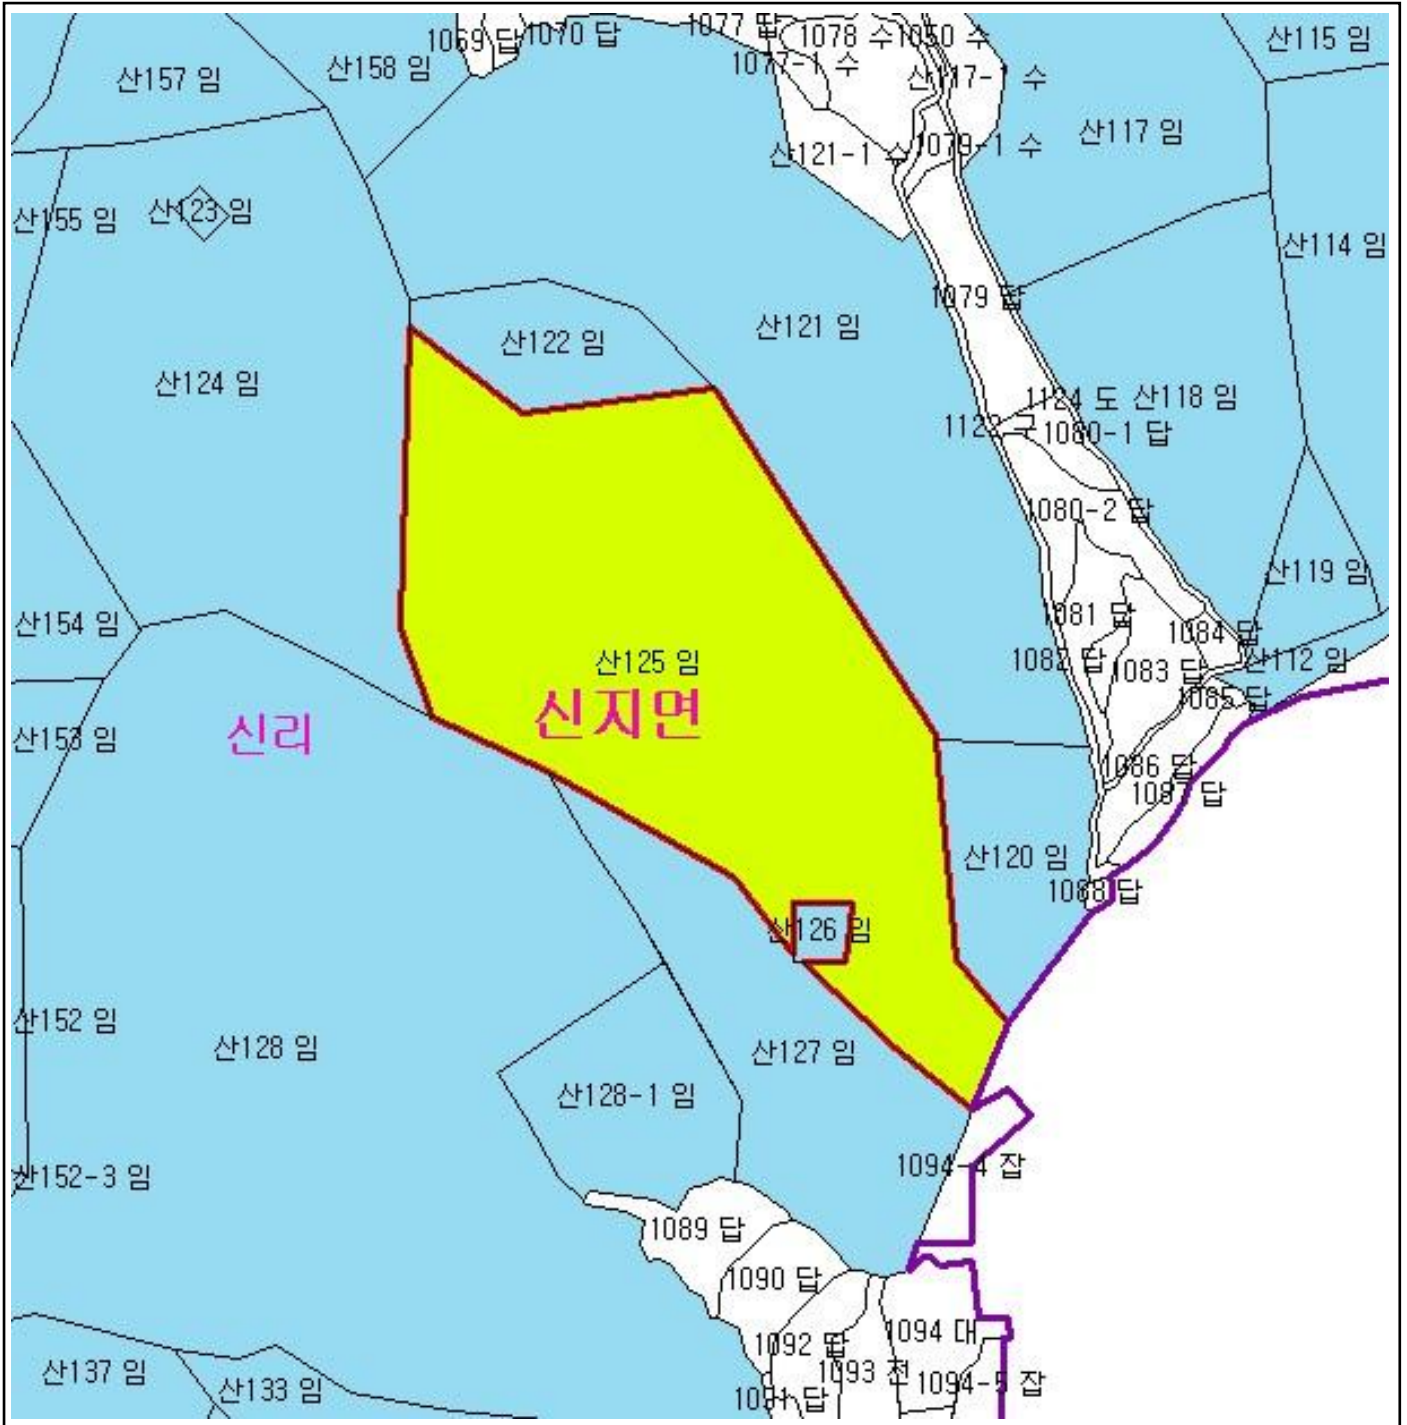 1069 답
1070 답
1077 답
1078 수
1050 수
산115 임
산157 임
산158 임
1077-1 수
산117-1 수
산117 임
산121-1 수
1079-1 수
산155 임
산123 임
산114 임
1079 답
산122 임
산121 임
산124 임
1124 도
산118 임
1123 구
1080-1 답
1080-2 답
산119 임
산154 임
1081 답
1084 답
산125 임
1082 답
1083 답
산112 임
1085 답
신지면
신리
산153 임
1086 답
1087 답
산120 임
1088 답
산126 임
산152 임
산128 임
산127 임
산128-1 임
1094-4 잡
산152-3 임
1089 답
1090 답
1092 답
1094 대
산137 임
1093 전
산133 임
1091 답
1094-5 잡